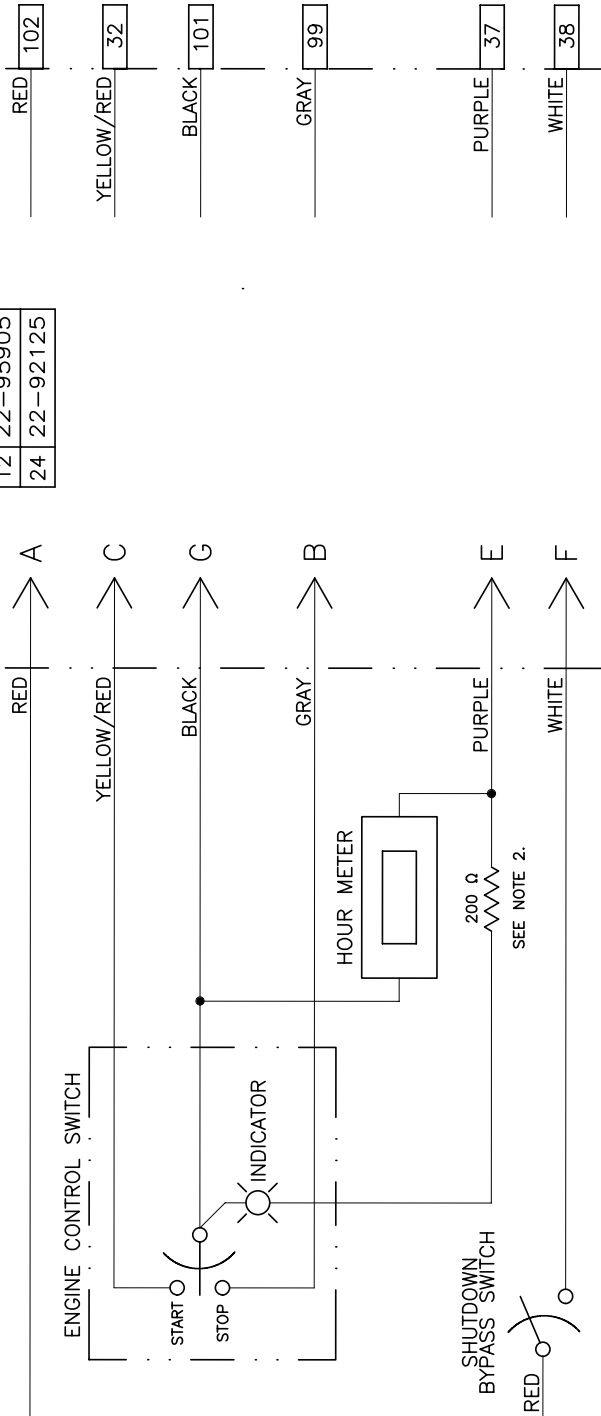 RED
102
YELLOW/RED
32
BLACK
101
GRAY
99
PURPLE
37
WHITE
38
22-95905
24 22-92125
A
C
G
B
E
F
RED
YELLOW/RED
BLACK
GRAY
PURPLE
WHITE
HOUR METER
200 Ω
SEE NOTE 2.
ENGINE CONTROL SWITCH
INDICATOR
START
STOP
SHUTDOWN
BYPASS SWITCH
RED